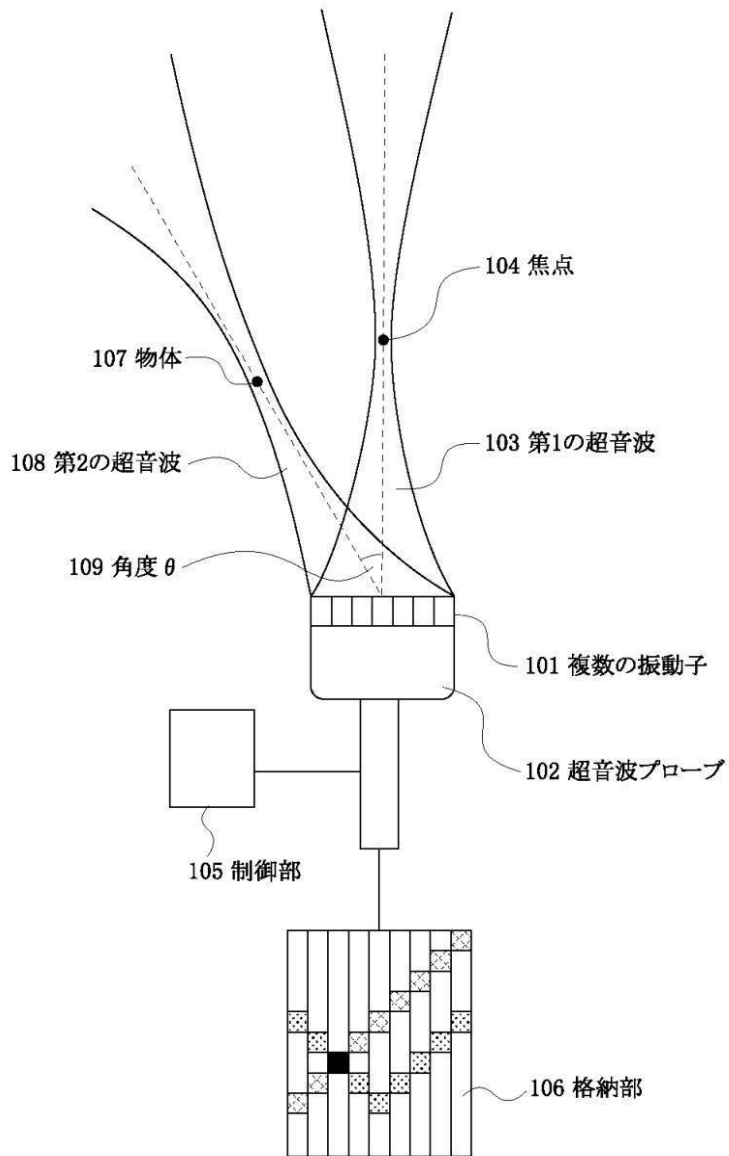 104 焦点
107 物体
103 第1の超音波
108 第2の超音波
109 角度 θ
101 複数の振動子
102 超音波プローブ
105 制御部
106 格納部